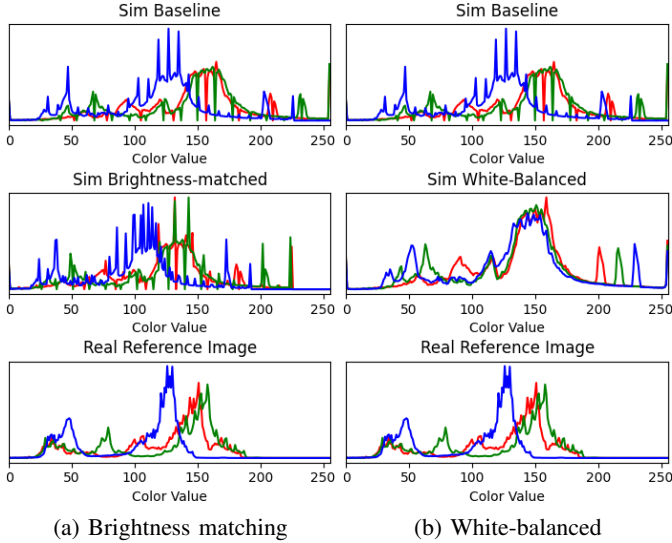 Sim Baseline
0 50 100 150 200 250
Color Value
Sim Brightness-matched
0 50 100 150 200 250
Color Value
Real Reference Image
0 50 100 150 200 250
Color Value
(a) Brightness matching
Sim Baseline
0 50 100 150 200 250
Color Value
Sim White-Balanced
0 50 100 150 200 250
Color Value
Real Reference Image
0 50 100 150 200 250
Color Value
(b) White-balanced